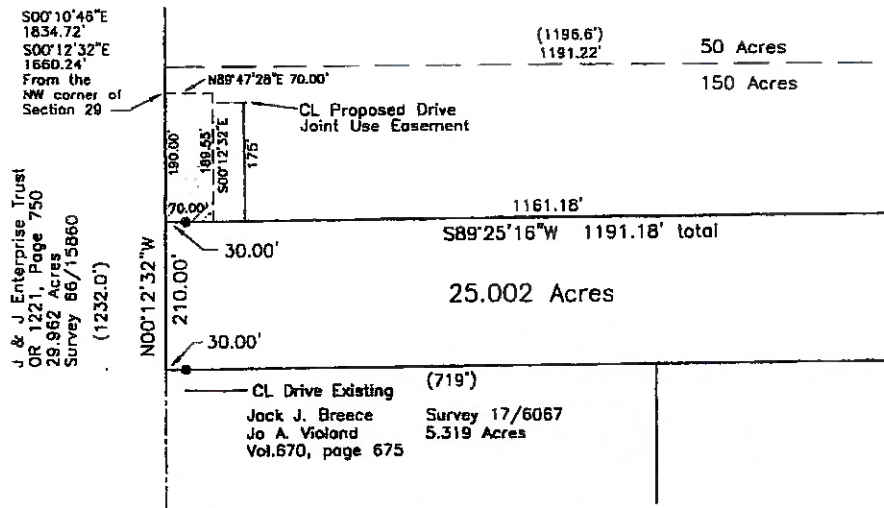 S00°10'46"E
1834.72'
S00°12'32"E
1660.24'
From the
NW corner of
Section 29
(1196.6')
1191.22'
50 Acres
150 Acres
N89°47'28"E 70.00'
CL Proposed Drive
Joint Use Easement
190.00'
189.55'
S00°12'32"E
175'
70.00'
30.00'
1161.18'
S89°25'16"W 1191.18' total
J & J Enterprise Trust
OR 1221, Page 750
29.962 Acres
Survey 66/15860
(1232.0')
N00°12'32"W
210.00'
25.002 Acres
30.00'
CL Drive Existing
(719')
Jack J. Breece
Jo A. Violand
Vol.670, page 675
Survey 17/6067
5.319 Acres